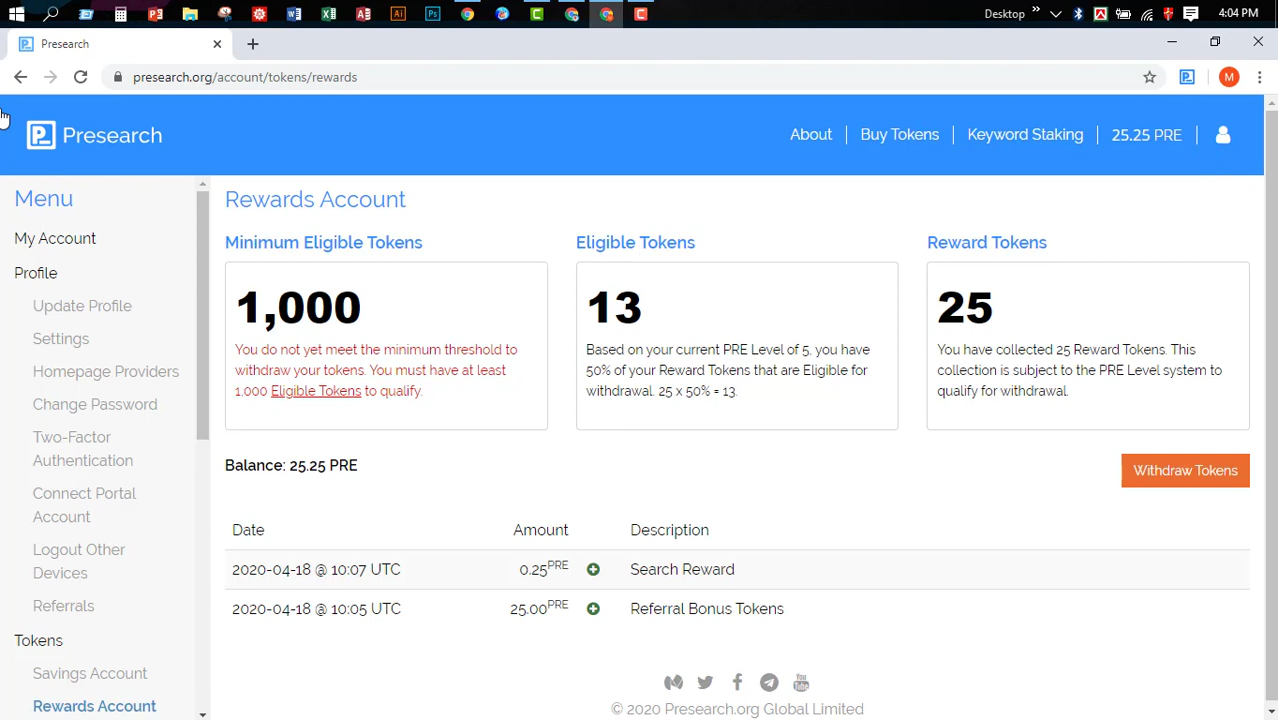 Desktop
»
4:04 PM
Presearch
presearch.org/account/tokens/rewards
M
Presearch
About
Buy Tokens
Keyword Staking
25.25 PRE
Menu
My Account
Profile
Update Profile
Settings
Homepage Providers
Change Password
Two-Factor
Authentication
Connect Portal
Account
Logout Other
Devices
Referrals
Tokens
Savings Account
Rewards Account
Rewards Account
Minimum Eligible Tokens
1,000
You do not yet meet the minimum threshold to
withdraw your tokens. You must have at least
1,000 Eligible Tokens to qualify.
Eligible Tokens
13
Based on your current PRE Level of 5, you have
50% of your Reward Tokens that are Eligible for
withdrawal. 25 x 50% = 13.
Reward Tokens
25
You have collected 25 Reward Tokens. This
collection is subject to the PRE Level system to
qualify for withdrawal.
Balance: 25.25 PRE
Withdraw Tokens
Date Amount Description
2020-04-18 @ 10:07 UTC 0.25PRE Search Reward
2020-04-18 @ 10:05 UTC 25.00PRE Referral Bonus Tokens
You
Tube
© 2020 Presearch.org Global Limited